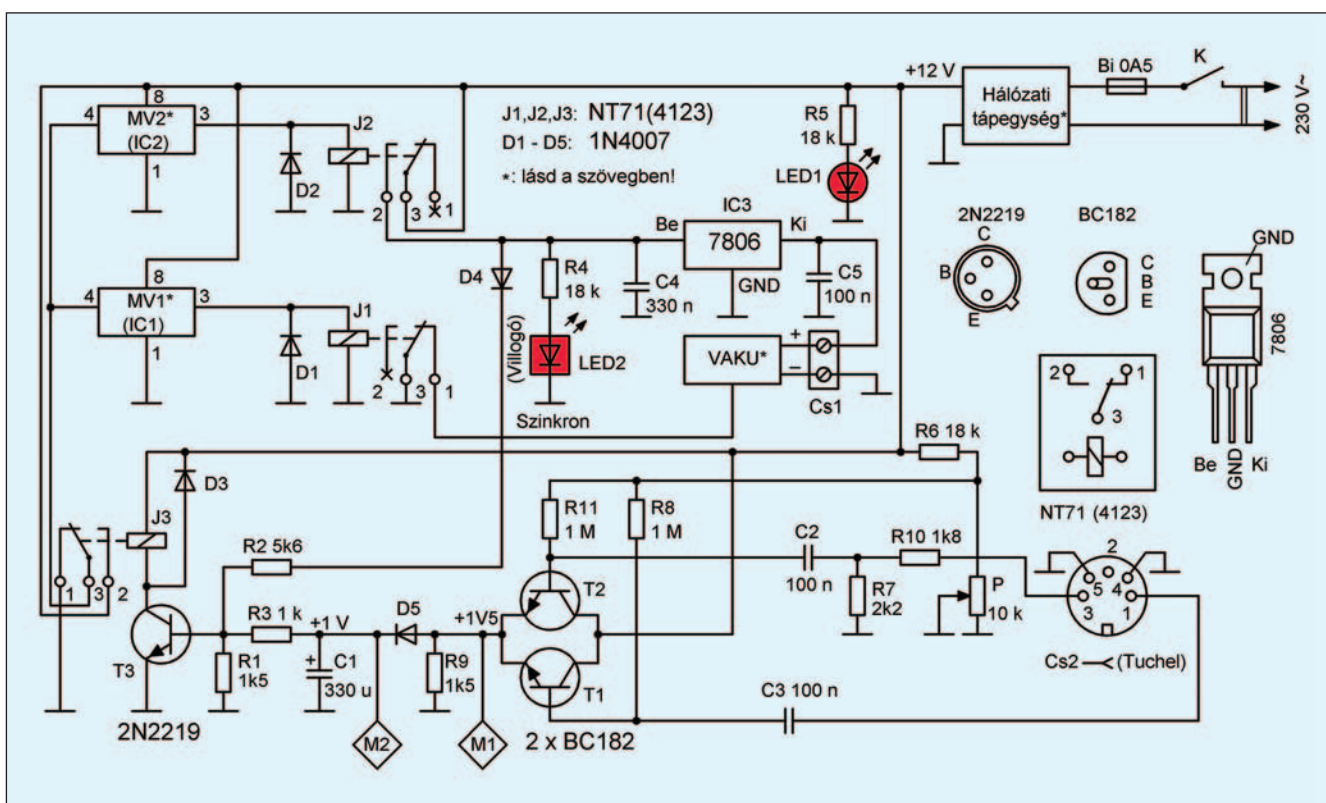 +12 V
Hálózati
tápegység*
Bi 0A5
K
230 V~
4
8
MV2*
(IC2)
3
1
D2
J2
2
3
1
J1,J2,J3: NT71(4123)
D1 - D5: 1N4007
*: lásd a szövegben!
R5
18 k
LED1
4
8
MV1*
(IC1)
3
1
D1
J1
2
3
1
D4
R4
18 k
(Villogó)
LED2
Be
IC3
7806
Ki
GND
C4
330 n
C5
100 n
VAKU*
+
–
Cs1
Szinkron
2N2219
C
B
E
BC182
C
B
E
GND
7806
Be
GND
Ki
2
1
3
NT71 (4123)
D3
J3
1
3
2
T3
2N2219
R2 5k6
R3 1 k
R1
1k5
+1 V
+
C1
330 u
D5
+1V5
R9
1k5
M2
M1
R11
1 M
R8
1 M
T2
T1
2 x BC182
R6 18 k
C2
100 n
R10 1k8
R7
2k2
P
10 k
C3 100 n
2
5
4
3
1
Cs2
(Tuchel)